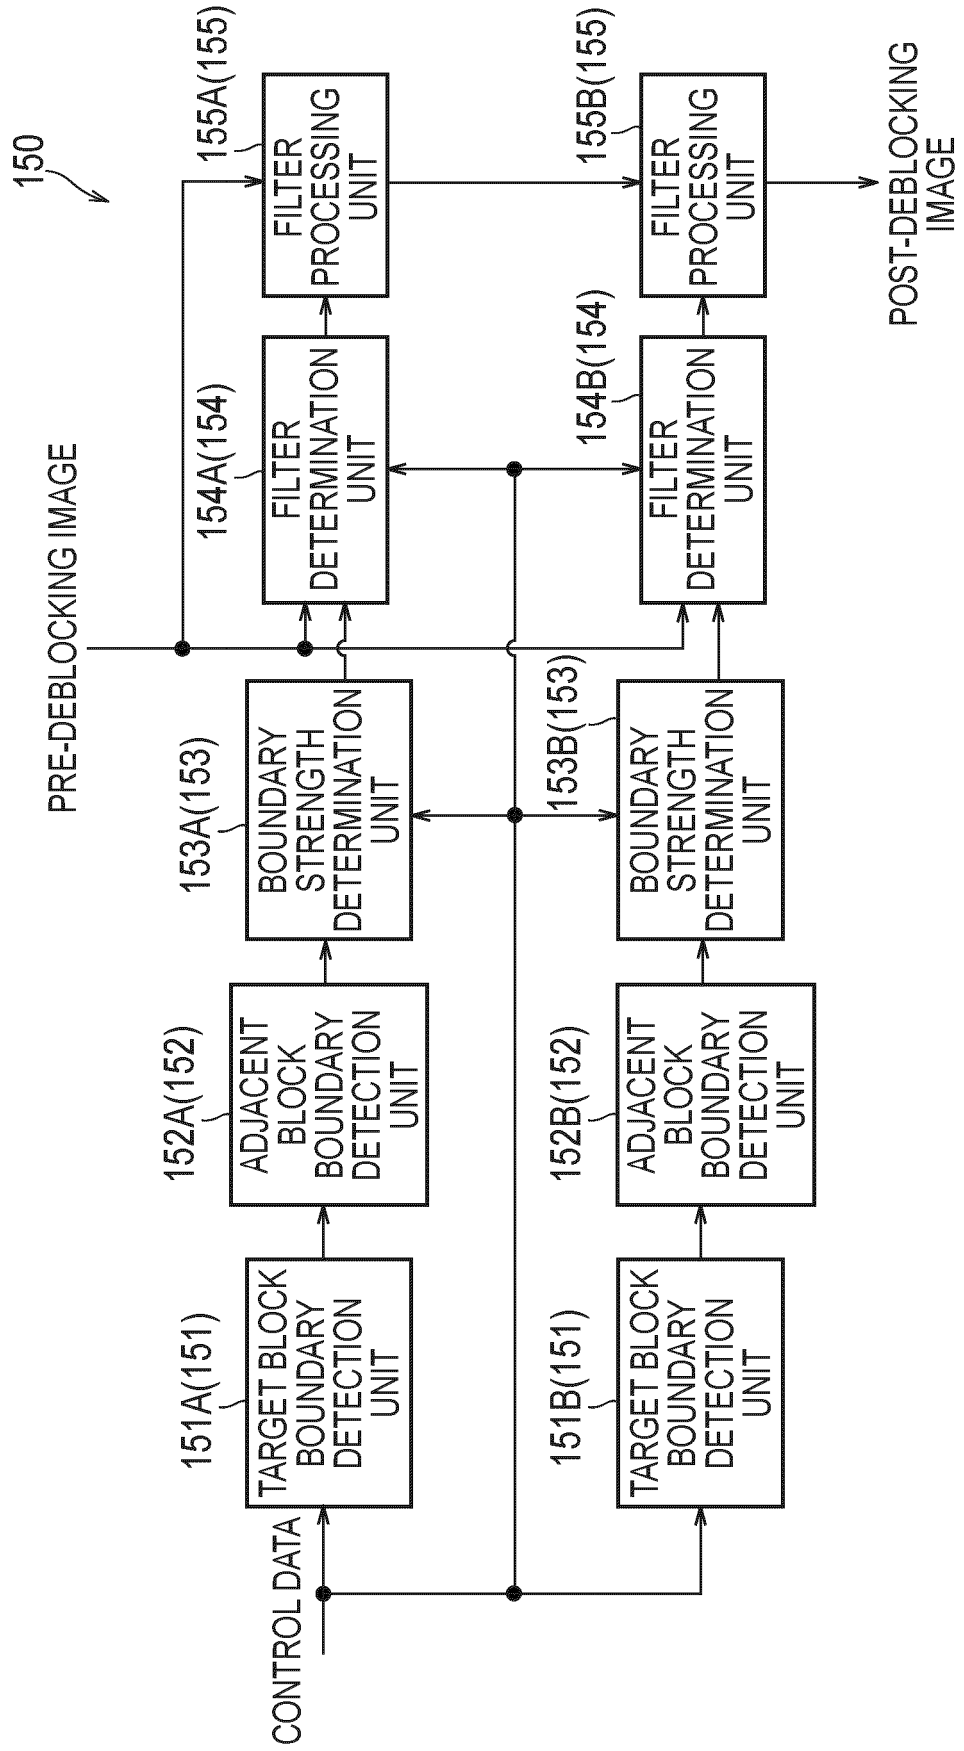 150
PRE-DEBLOCKING IMAGE
CONTROL DATA
151A(151)
TARGET BLOCK
BOUNDARY
DETECTION
UNIT
152A(152)
ADJACENT
BLOCK
BOUNDARY
DETECTION
UNIT
153A(153)
BOUNDARY
STRENGTH
DETERMINATION
UNIT
154A(154)
FILTER
DETERMINATION
UNIT
155A(155)
FILTER
PROCESSING
UNIT
151B(151)
TARGET BLOCK
BOUNDARY
DETECTION
UNIT
152B(152)
ADJACENT
BLOCK
BOUNDARY
DETECTION
UNIT
153B(153)
BOUNDARY
STRENGTH
DETERMINATION
UNIT
154B(154)
FILTER
DETERMINATION
UNIT
155B(155)
FILTER
PROCESSING
UNIT
POST-DEBLOCKING
IMAGE